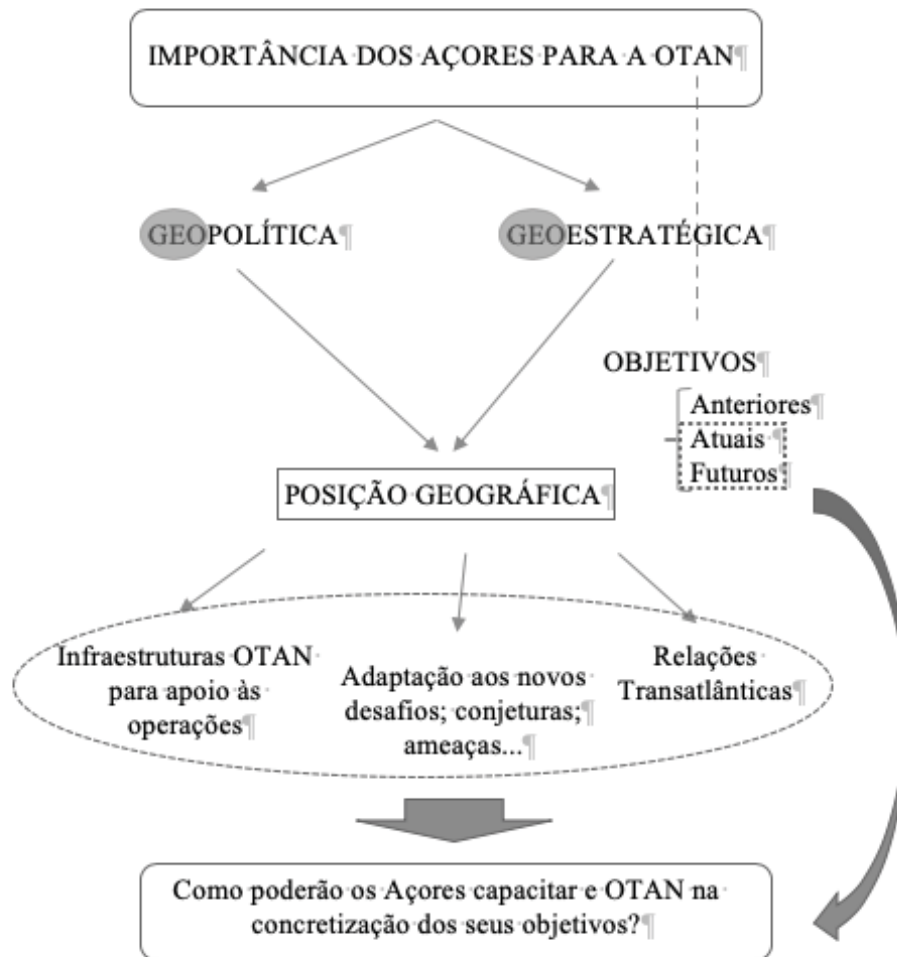 IMPORTÂNCIA DOS AÇORES PARA A OTAN¶
GEOPOLÍTICA¶
GEOESTRATÉGICA¶
OBJETIVOS¶
Anteriores¶
Atuais ¶
Futuros¶
POSIÇÃO GEOGRÁFICA¶
Infraestruturas OTAN
para apoio às
operações¶
Adaptação aos novos
desafios; conjeturas;¶
ameaças...¶
Relações
Transatlânticas¶
Como poderão os Açores capacitar e OTAN na
concretização dos seus objetivos?¶